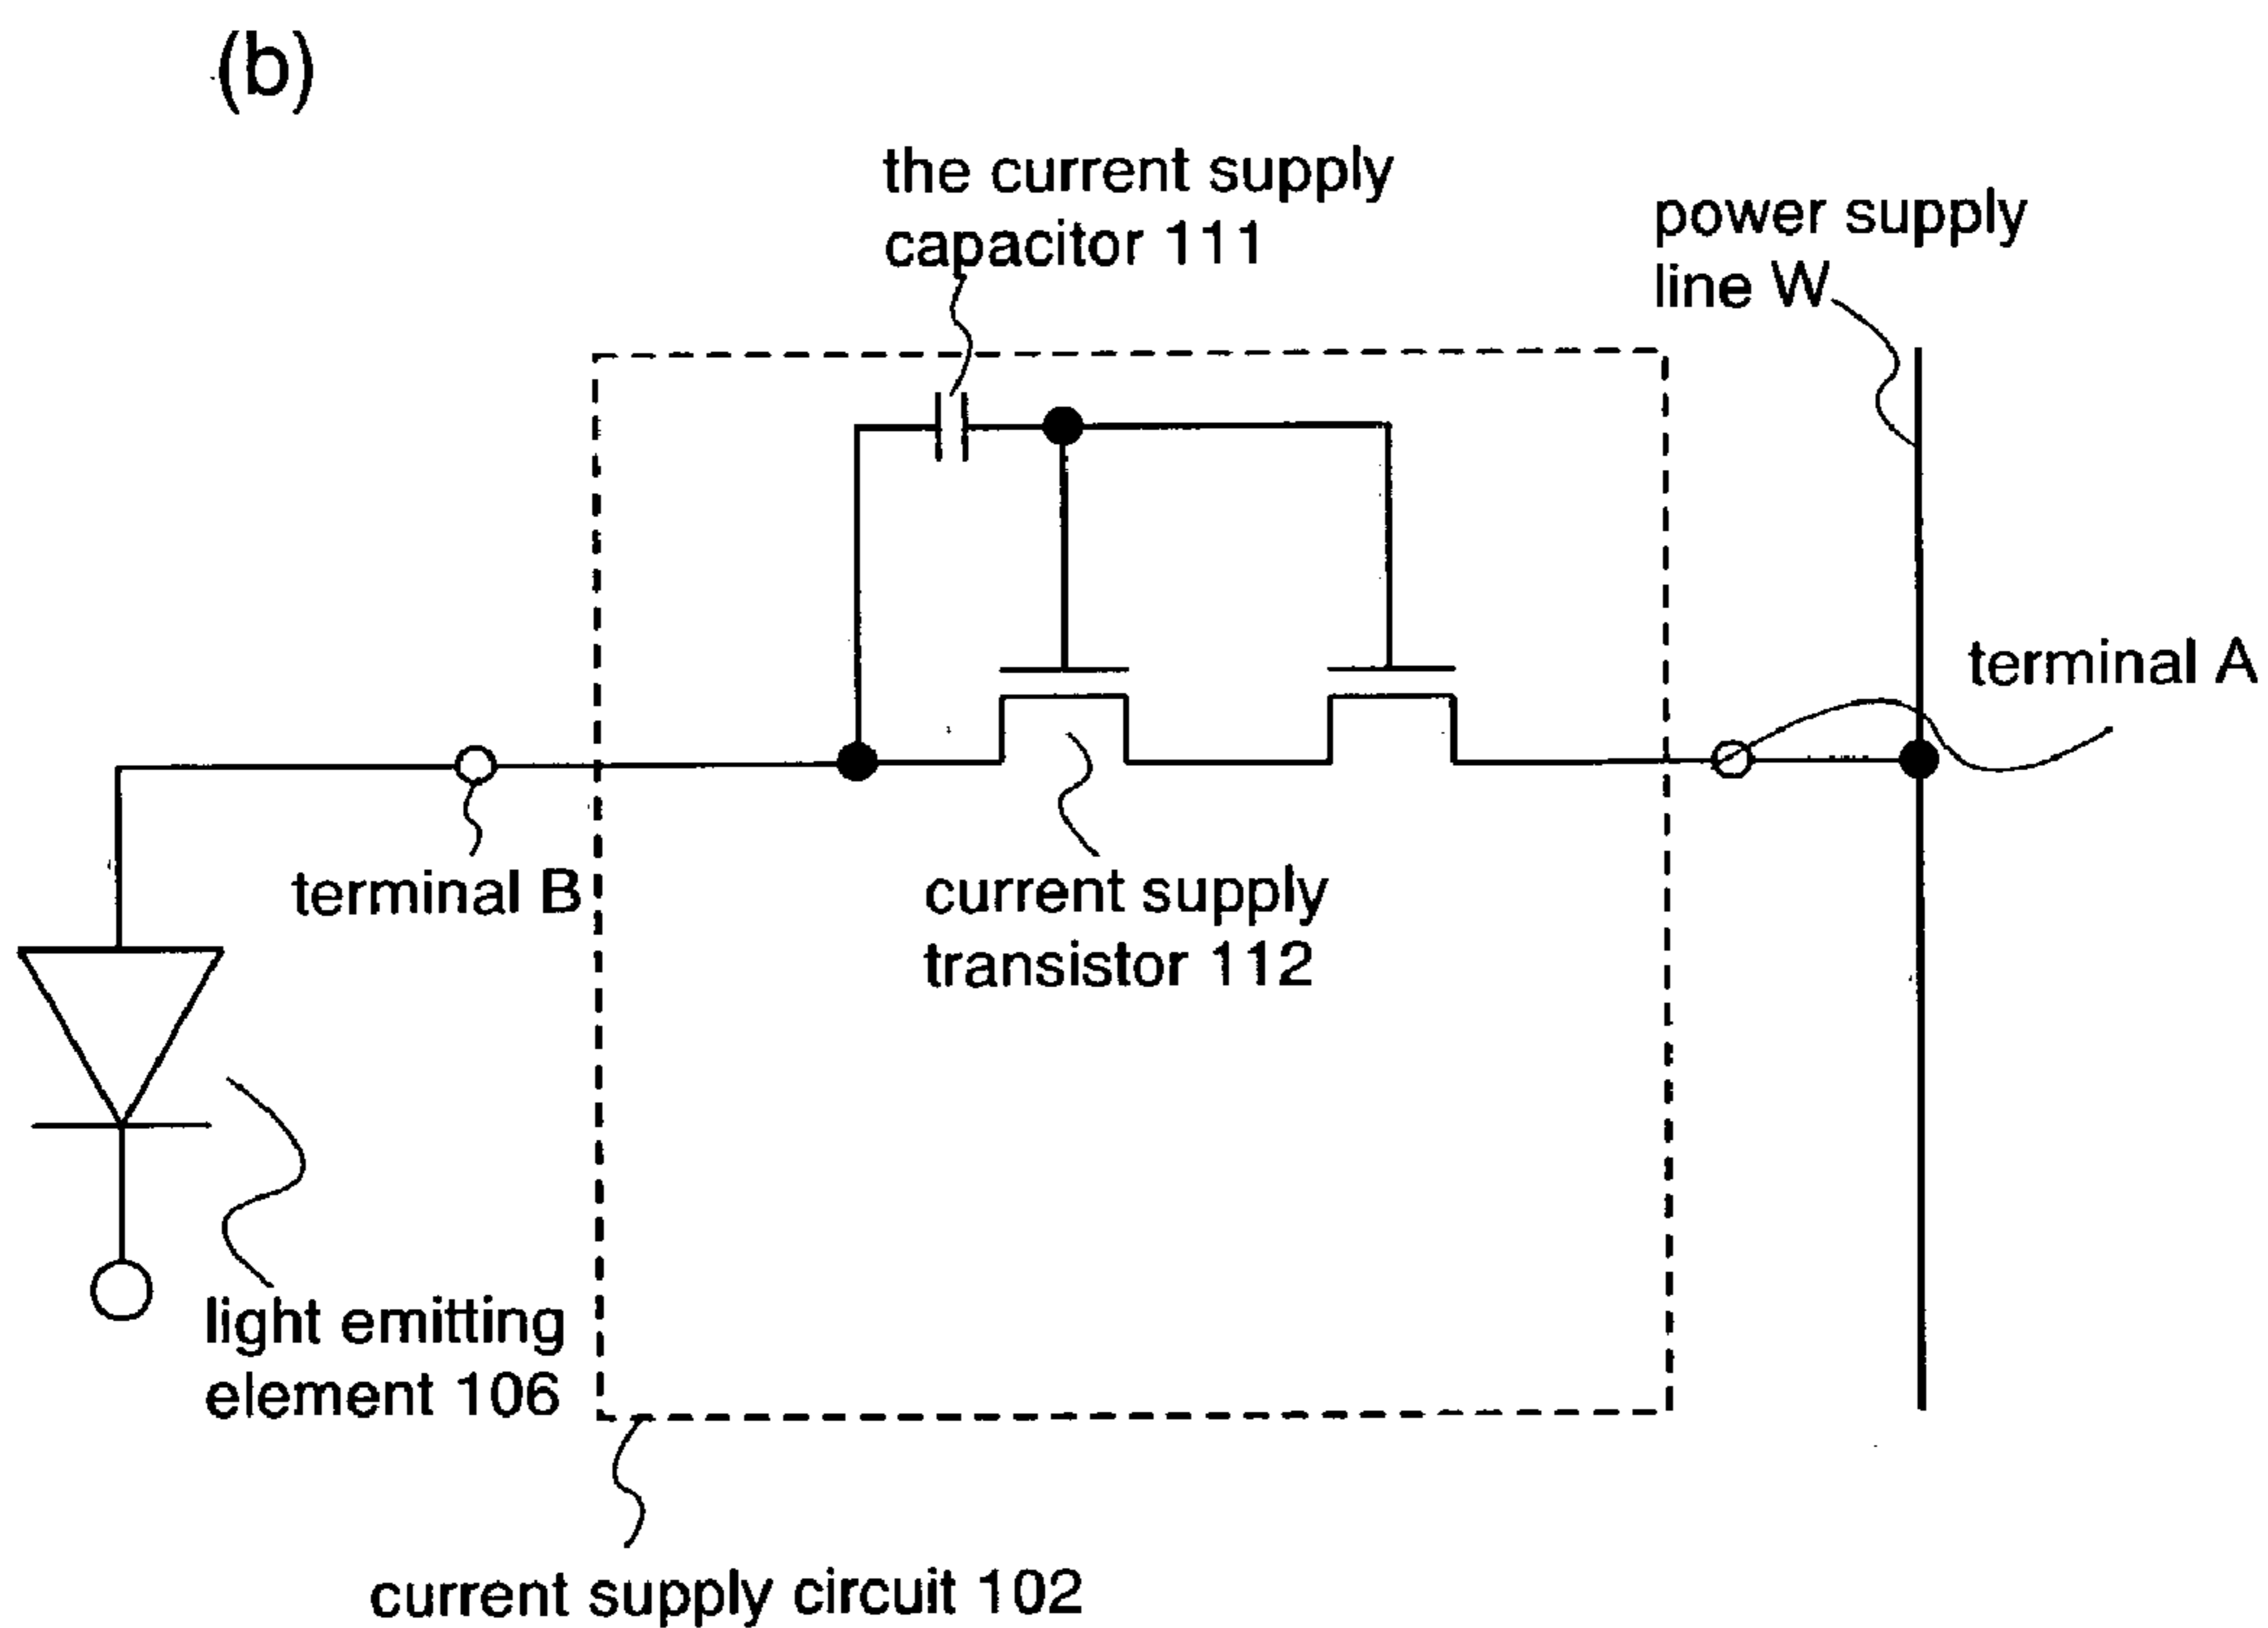 (b)
the current supply
capacitor 111
power supply
line W
terminal A
terminal B
current supply
transistor 112
light emitting
element 106
current supply circuit 102